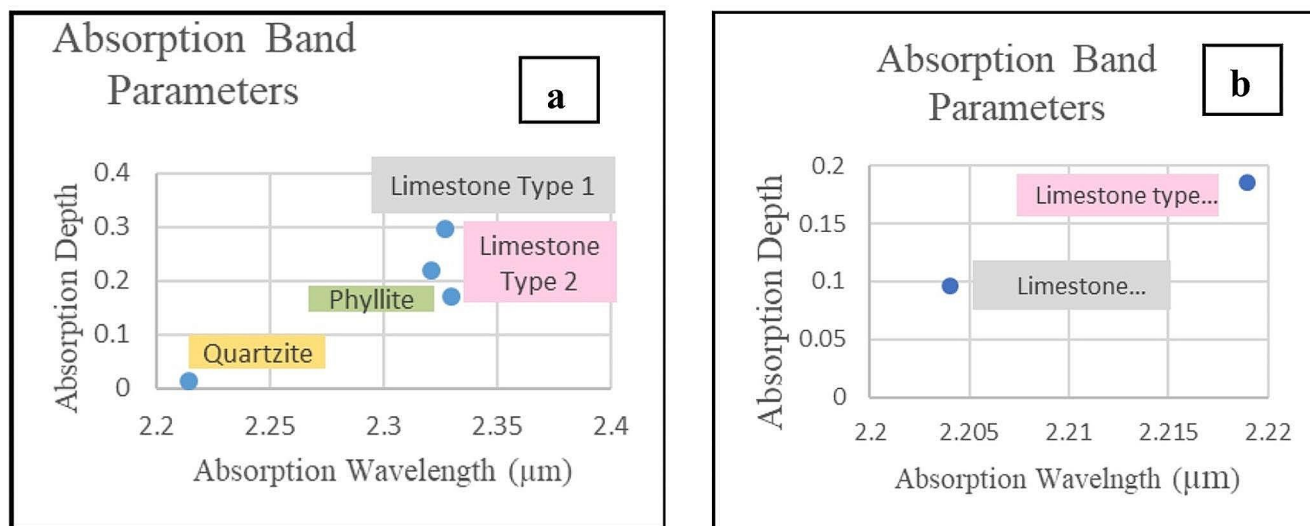 Absorption Band
Parameters
a
0.4
0.3
0.2
0.1
0
Absorption Depth
Limestone Type 1
Limestone
Type 2
Phyllite
Quartzite
2.2 2.25 2.3 2.35 2.4
Absorption Wavelength (µm)
Absorption Band
Parameters
b
0.2
0.15
0.1
0.05
0
Absorption Depth
Limestone type...
Limestone...
2.2 2.205 2.21 2.215 2.22
Absorption Wavelngth (µm)